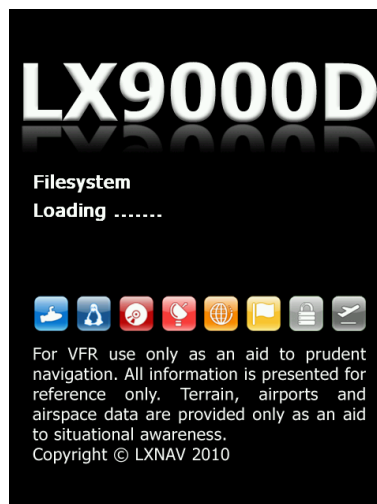 LX9000D
Filesystem
Loading .......
For VFR use only as an aid to prudent
navigation. All information is presented for
reference only. Terrain, airports and
airspace data are provided only as an aid
to situational awareness.
Copyright © LXNAV 2010